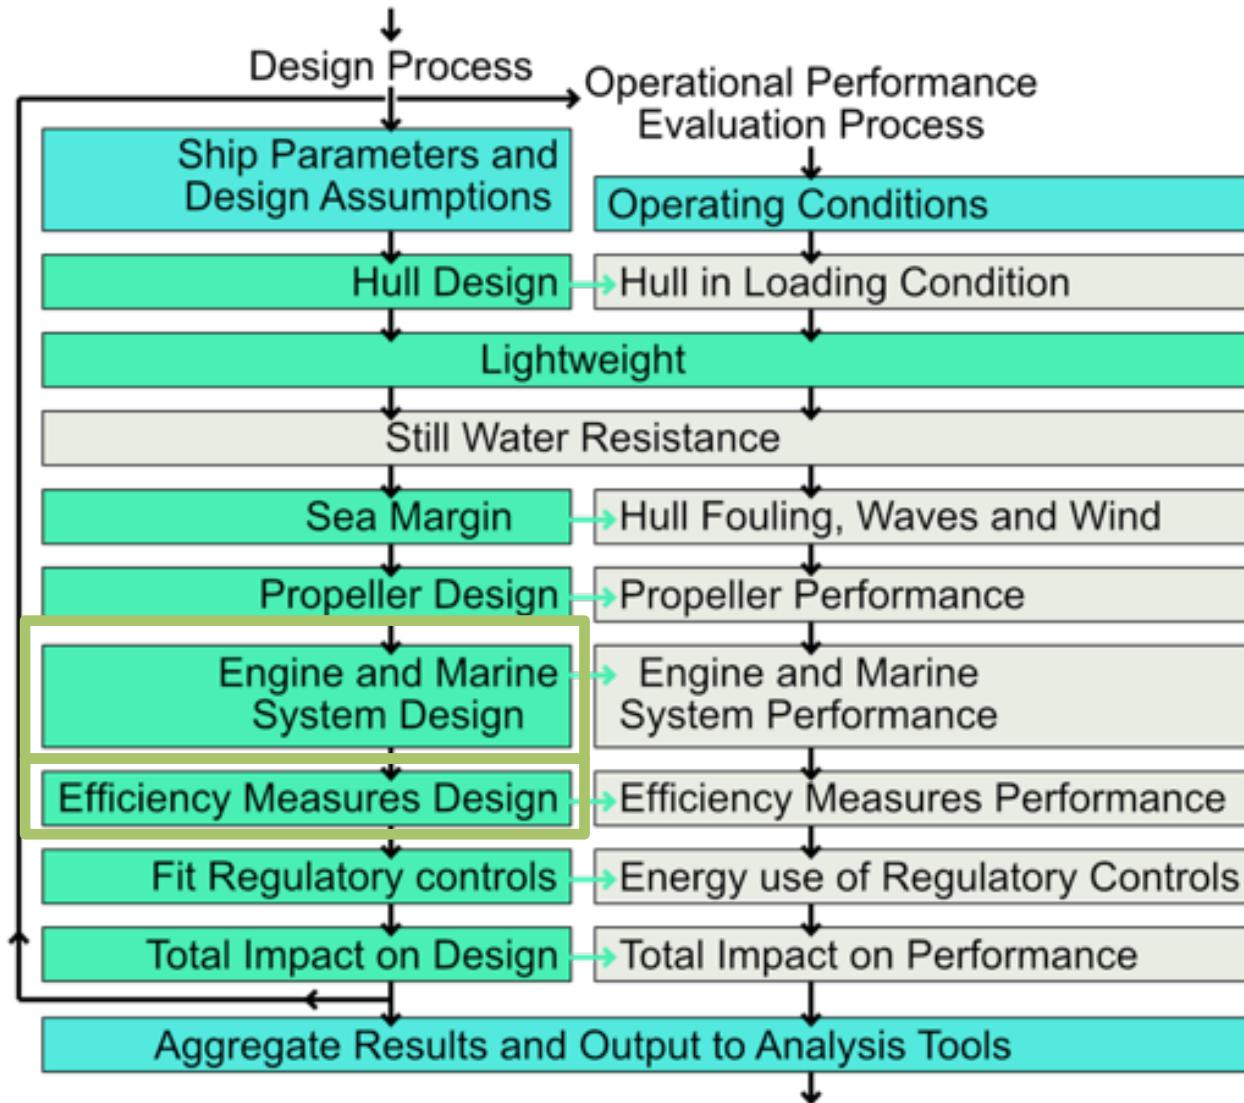 Design Process
Operational Performance
Evaluation Process
Ship Parameters and
Design Assumptions
Operating Conditions
Hull Design
Hull in Loading Condition
Lightweight
Still Water Resistance
Sea Margin
Hull Fouling, Waves and Wind
Propeller Design
Propeller Performance
Engine and Marine
System Design
Engine and Marine
System Performance
Efficiency Measures Design
Efficiency Measures Performance
Fit Regulatory controls
Energy use of Regulatory Controls
Total Impact on Design
Total Impact on Performance
Aggregate Results and Output to Analysis Tools